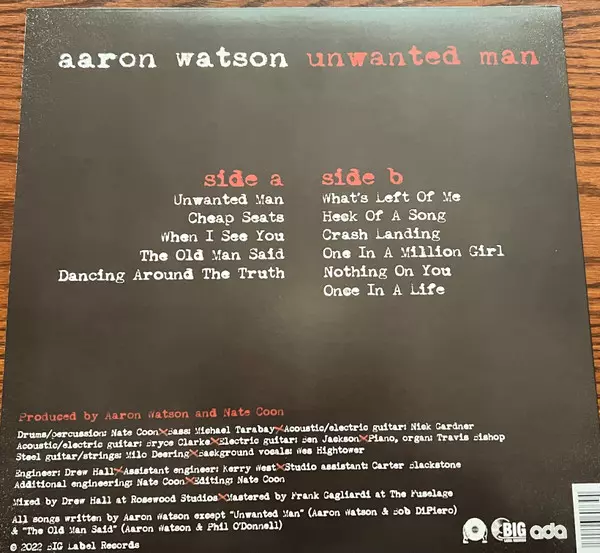 aaron watson unwanted man
side a
Unwanted Man
Cheap Seats
When I See You
The Old Man Said
Dancing Around The Truth
side b
What's Left Of Me
Heck Of A Song
Crash Landing
One In A Million Girl
Nothing On You
Once In A Life
Produced by Aaron Watson and Nate Coon
Drums/percussion: Nate Coon×Bass: Michael Tarabay×Acoustic/electric guitar: Nick Gardner
Acoustic/electric guitar: Bryce Clarke×Electric guitar: Ben Jackson×Piano, organ: Travis Bishop
Steel guitar/strings: Milo Deering×Background vocals: Wes Hightower
Engineer: Drew Hall×Assistant engineer: Kerry West×Studio assistant: Carter Blackstone
Additional engineering: Nate Coon×Editing: Nate Coon
Mixed by Drew Hall at Rosewood Studios×Mastered by Frank Gagliardi at The Fuselage
All songs written by Aaron Watson except "Unwanted Man" (Aaron Watson & Bob DiPiero)
& "The Old Man Said" (Aaron Watson & Phil O'Donnell)
© 2022 BIG Label Records
BIG
ada